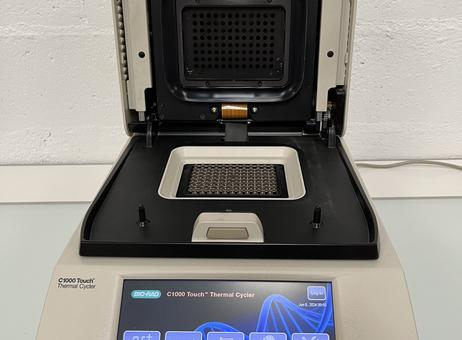 C1000 Touch™
Thermal Cycler
BIO-RAD C1000 Touch™ Thermal Cycler
Log In